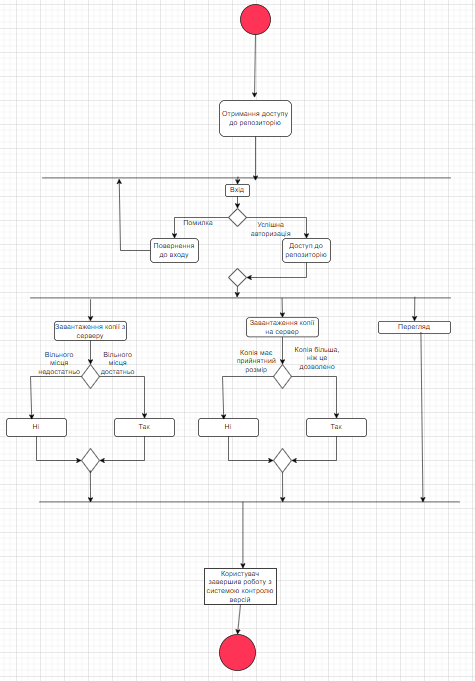 Отримання доступу
до репозиторію
Вхід
Помилка
Успішна
авторизація
Повернення
до входу
Доступ до
репозиторію
Завантаження копії з
серверу
Завантаження копії
на сервер
Перегляд
Вільного
місця
недостатньо
Вільного
місця
достатньо
Копія має
прийнятний
розмір
Копія більша,
ніж це
дозволено
Ні
Так
Ні
Так
Користувач
завершив роботу з
системою контролю
версій